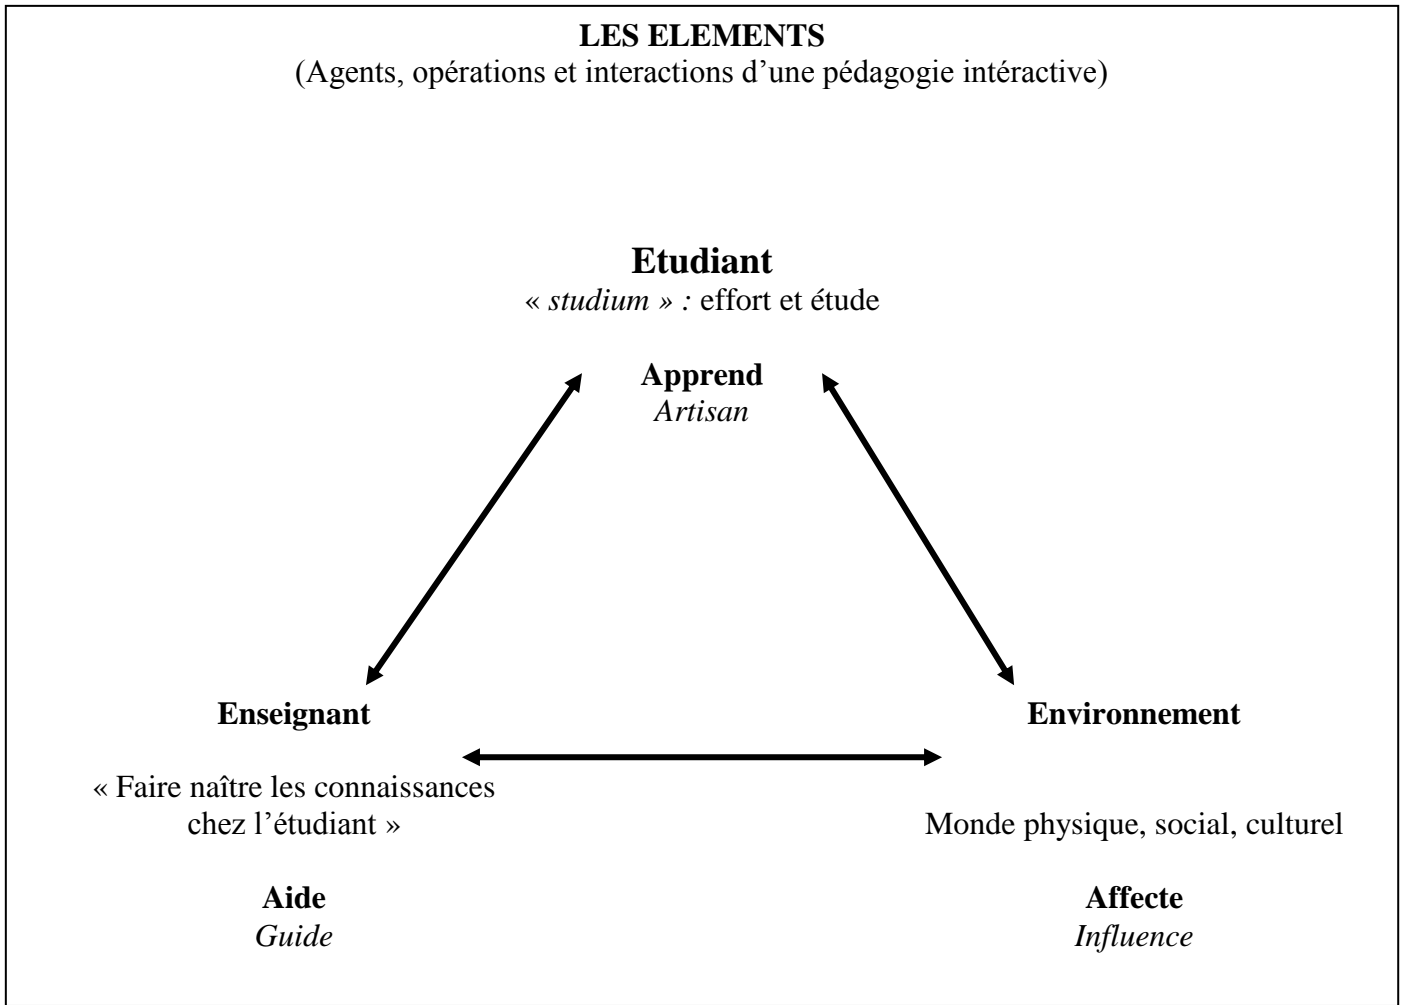 LES ELEMENTS
(Agents, opérations et interactions d’une pédagogie intéractive)
Etudiant
« studium » : effort et étude
Apprend
Artisan
Enseignant
Environnement
« Faire naître les connaissances
chez l’étudiant »
Monde physique, social, culturel
Aide
Affecte
Guide
Influence